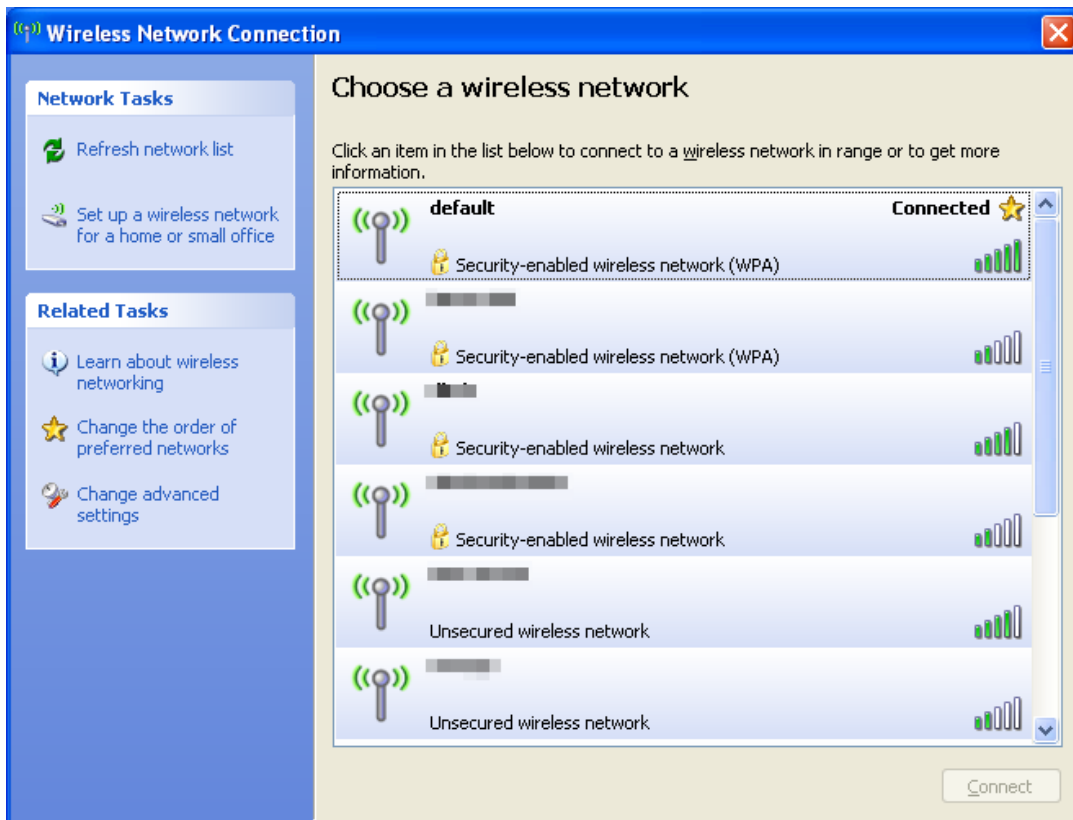 Wireless Network Connection
Network Tasks
Refresh network list
Set up a wireless network
for a home or small office
Related Tasks
Learn about wireless
networking
Change the order of
preferred networks
Change advanced
settings
Choose a wireless network
Click an item in the list below to connect to a wireless network in range or to get more
information.
default Connected
Security-enabled wireless network (WPA)
Security-enabled wireless network (WPA)
Security-enabled wireless network
Security-enabled wireless network
Unsecured wireless network
Unsecured wireless network
Connect